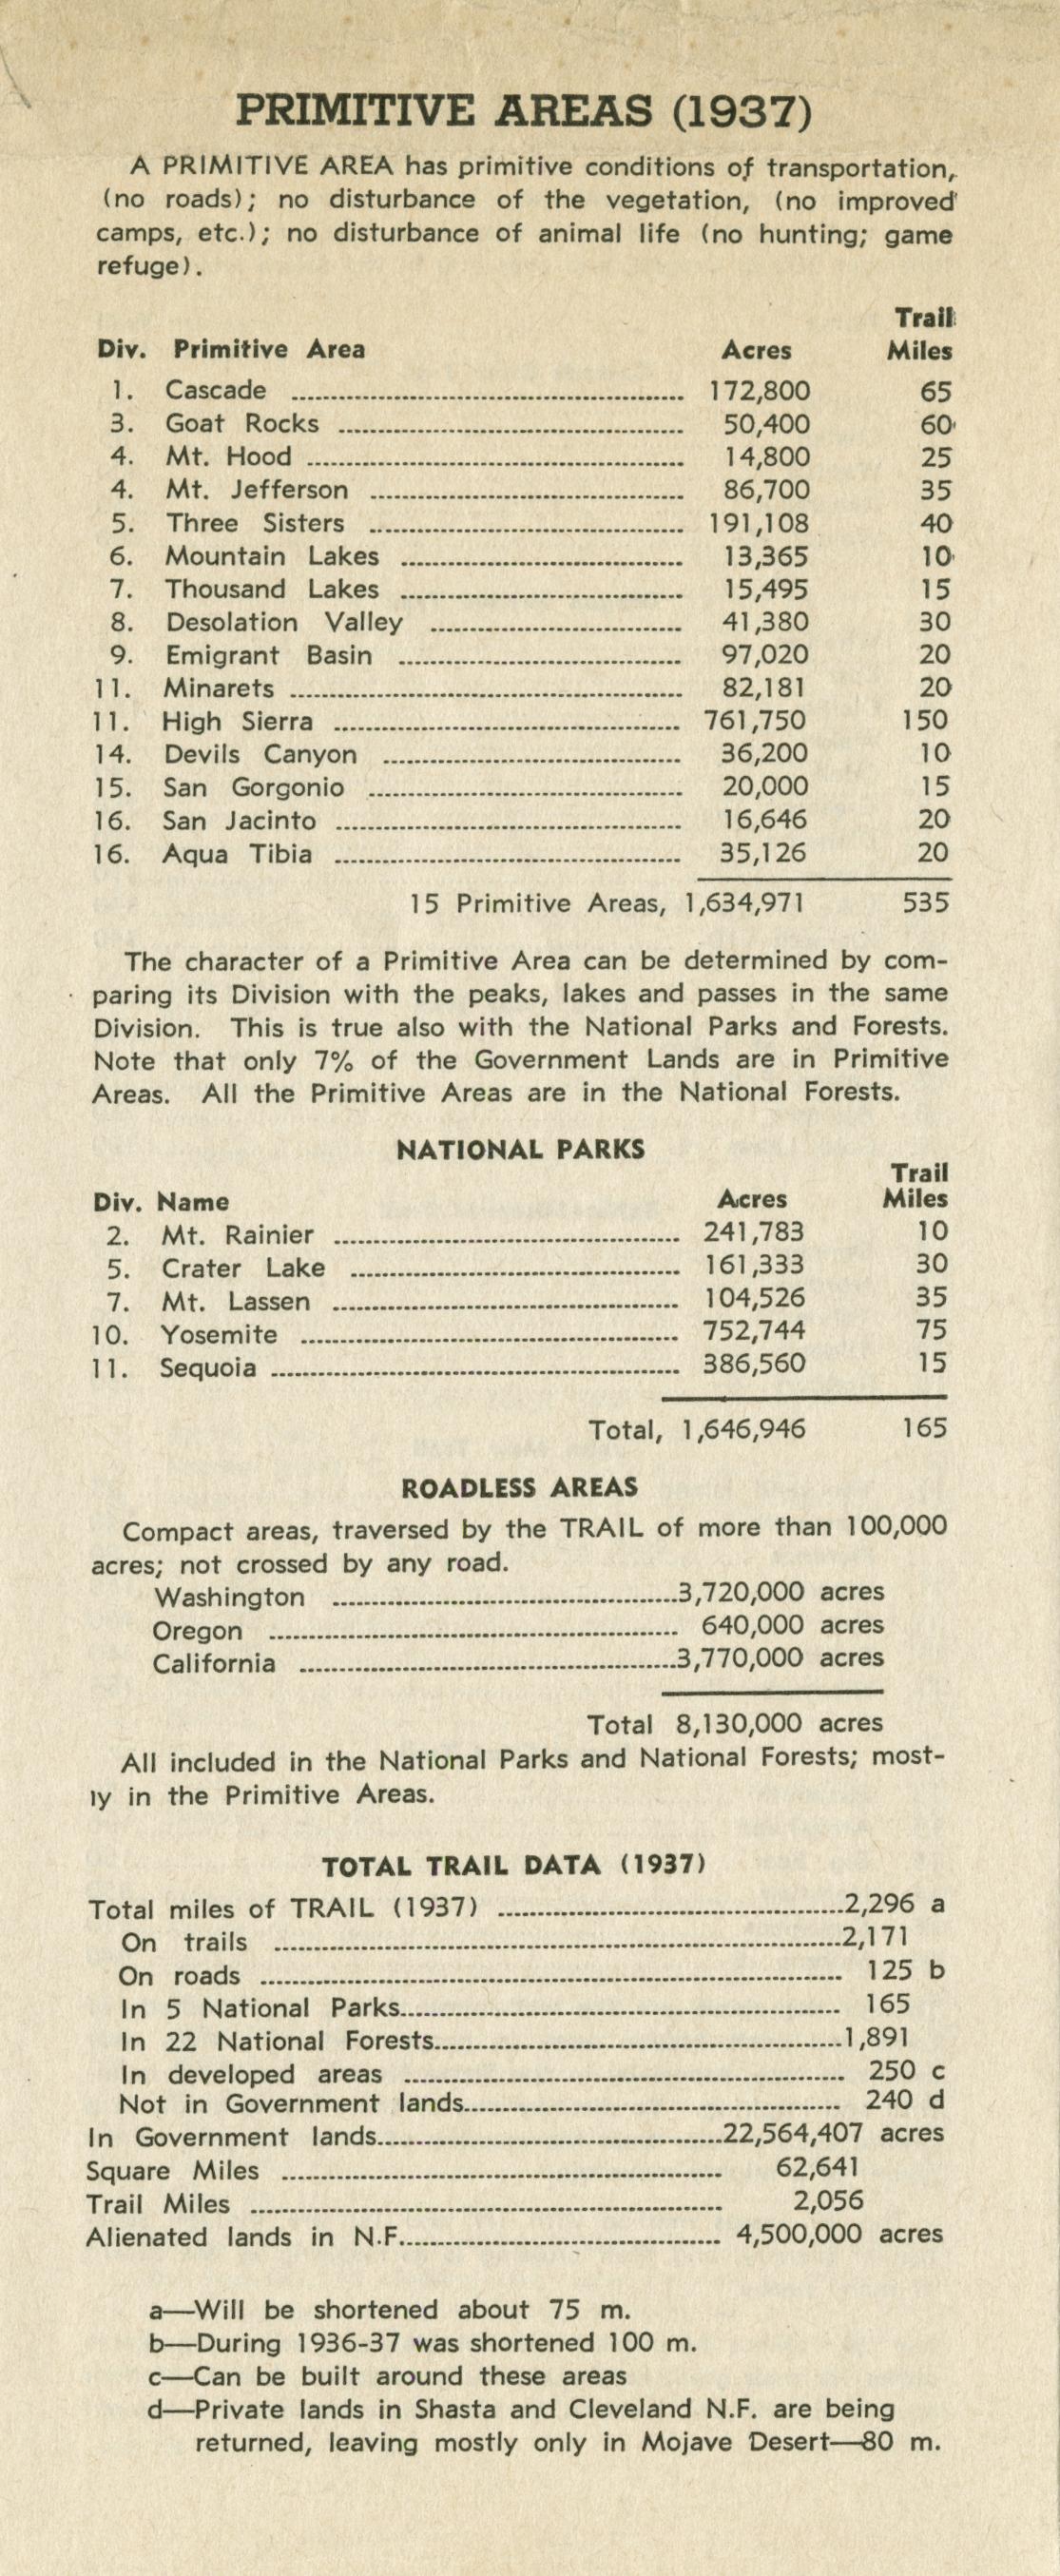 PRIMITIVE AREAS (1937)
A PRIMITIVE AREA has primitive conditions of transportation,
(no roads); no disturbance of the vegetation, (no improved
camps, etc.); no disturbance of animal life (no hunting; game
refuge).
Trail
Div. Primitive Area Acres Miles
1. Cascade 172,800 65
3. Goat Rocks 50,400 60
4. Mt. Hood 14,800 25
4. Mt. Jefferson 86,700 35
5. Three Sisters 191,108 40
6. Mountain Lakes 13,365 10
7. Thousand Lakes 15,495 15
8. Desolation Valley 41,380 30
9. Emigrant Basin 97,020 20
11. Minarets 82,181 20
11. High Sierra 761,750 150
14. Devils Canyon 36,200 10
15. San Gorgonio 20,000 15
16. San Jacinto 16,646 20
16. Aqua Tibia 35,126 20
15 Primitive Areas, 1,634,971 535
The character of a Primitive Area can be determined by com-
paring its Division with the peaks, lakes and passes in the same
Division. This is true also with the National Parks and Forests.
Note that only 7% of the Government Lands are in Primitive
Areas. All the Primitive Areas are in the National Forests.
NATIONAL PARKS
Trail
Div. Name Acres Miles
2. Mt. Rainier 241,783 10
5. Crater Lake 161,333 30
7. Mt. Lassen 104,526 35
10. Yosemite 752,744 75
11. Sequoia 386,560 15
Total, 1,646,946 165
ROADLESS AREAS
Compact areas, traversed by the TRAIL of more than 100,000
acres; not crossed by any road.
Washington 3,720,000 acres
Oregon 640,000 acres
California 3,770,000 acres
Total 8,130,000 acres
All included in the National Parks and National Forests; most-
ly in the Primitive Areas.
TOTAL TRAIL DATA (1937)
Total miles of TRAIL (1937) 2,296 a
On trails 2,171
On roads 125 b
In 5 National Parks 165
In 22 National Forests 1,891
In developed areas 250 c
Not in Government lands 240 d
In Government lands 22,564,407 acres
Square Miles 62,641
Trail Miles 2,056
Alienated lands in N.F. 4,500,000 acres
a—Will be shortened about 75 m.
b—During 1936-37 was shortened 100 m.
c—Can be built around these areas
d—Private lands in Shasta and Cleveland N.F. are being
returned, leaving mostly only in Mojave Desert—80 m.